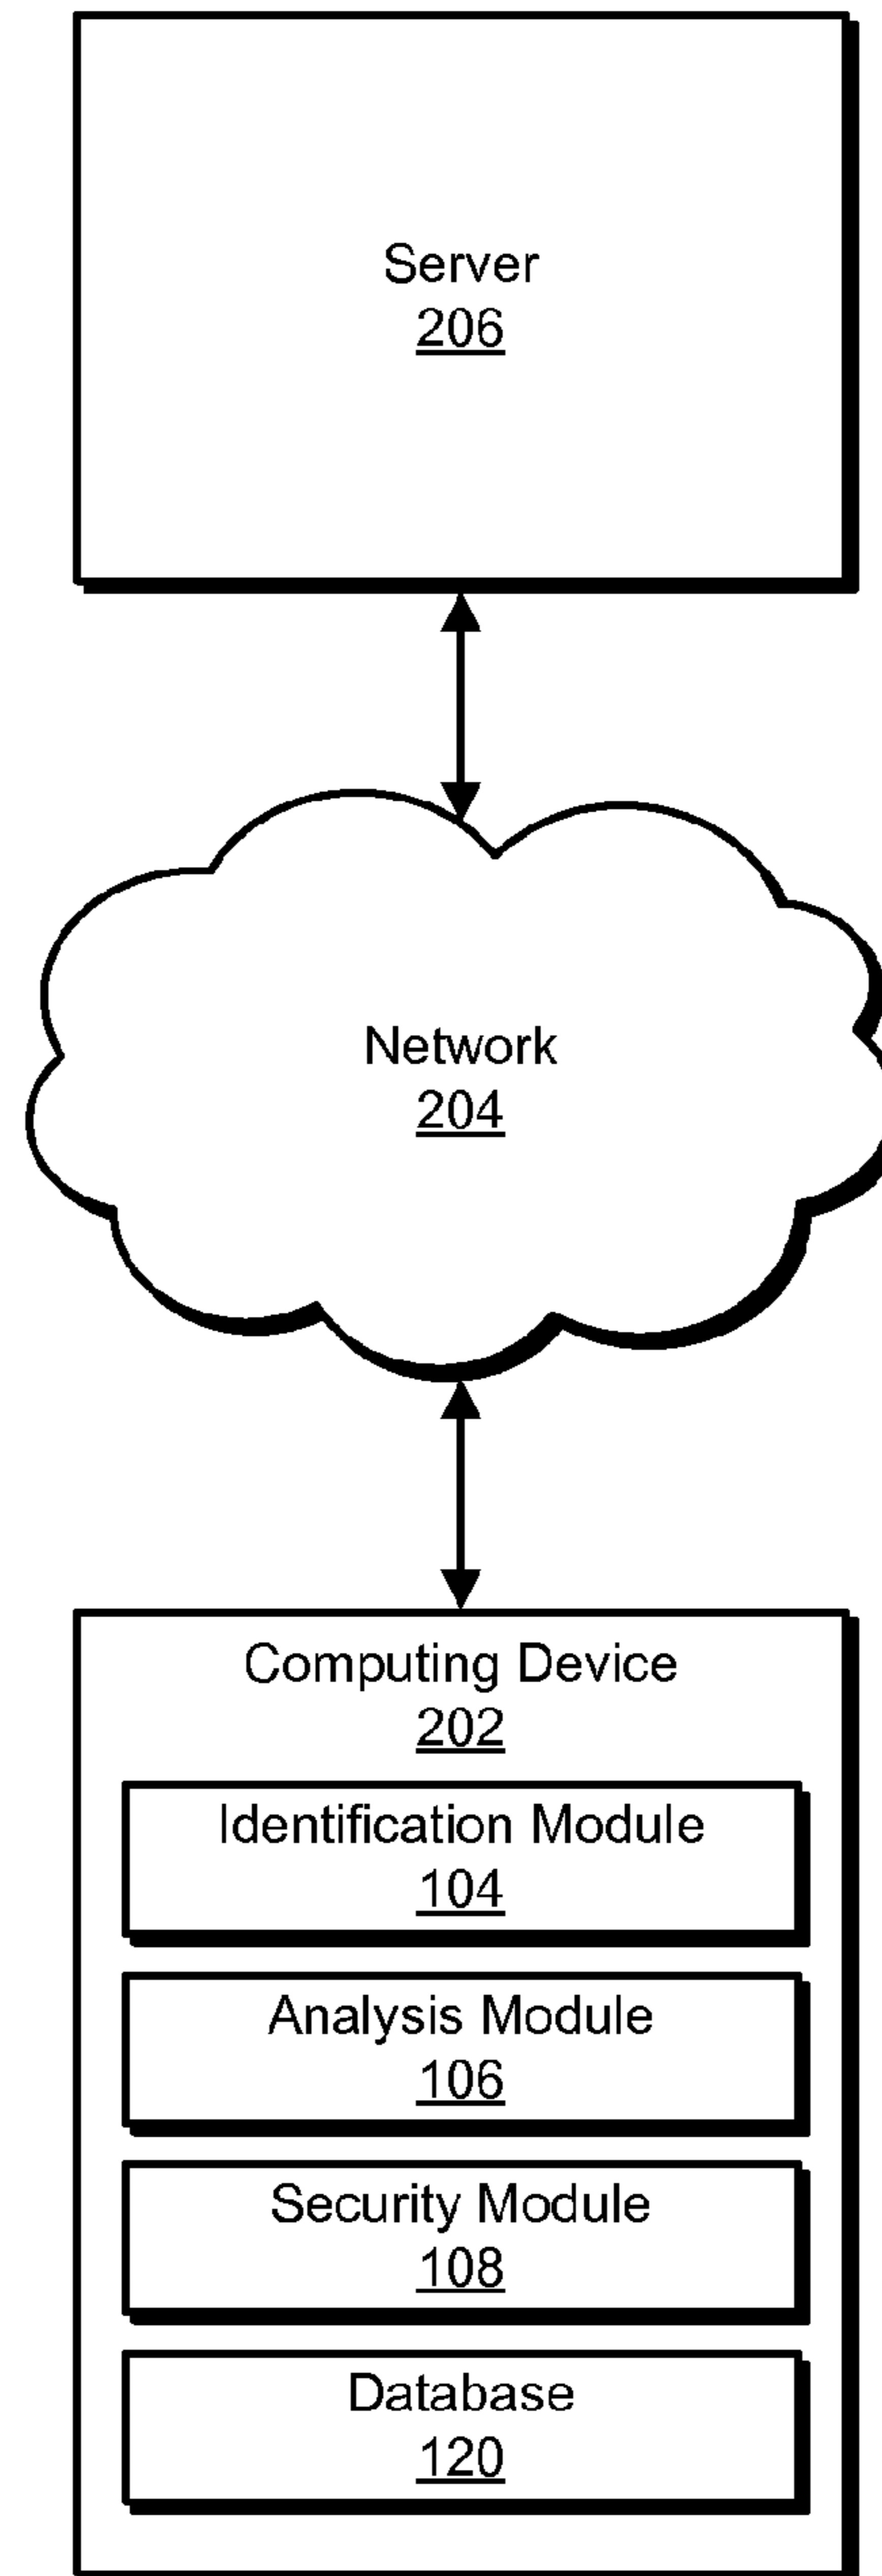 Server
206
Network
204
Computing Device
202
Identification Module
104
Analysis Module
106
Security Module
108
Database
120